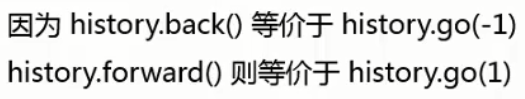 因为 history.back() 等价于 history.go(-1)
history.forward() 则等价于 history.go(1)